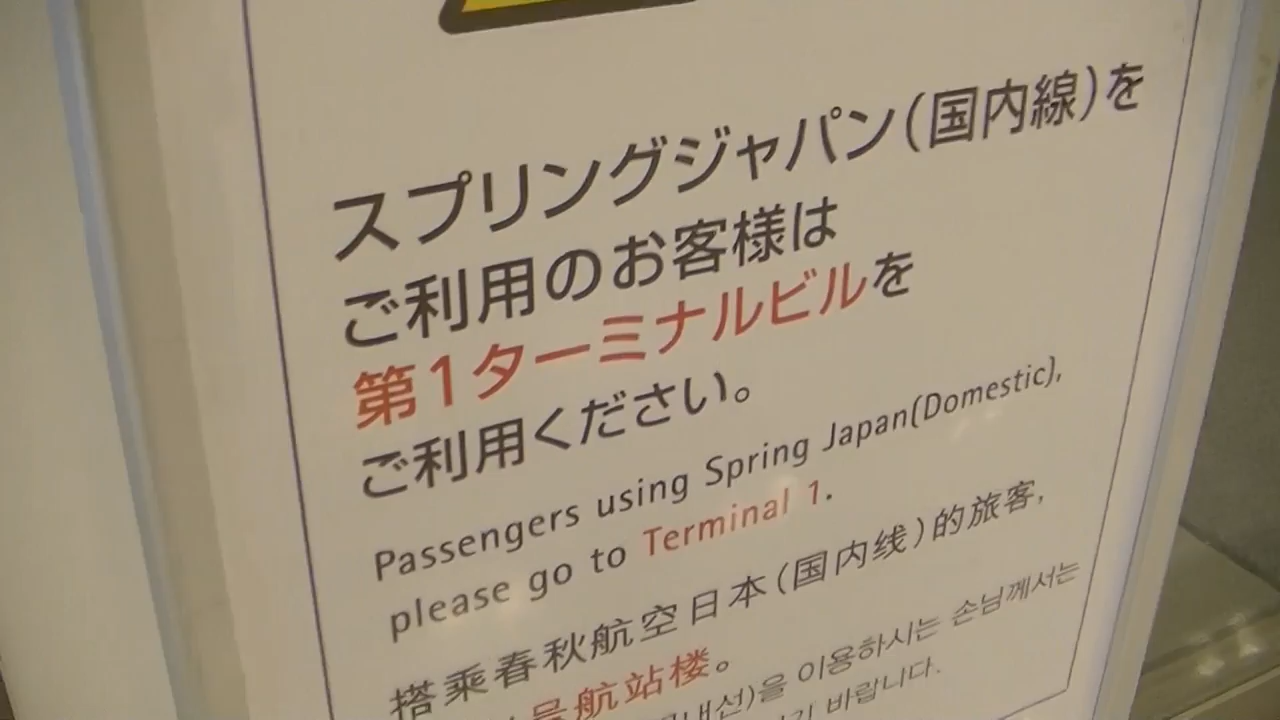 スプリングジャパン(国内線)を
ご利用のお客様は
第1ターミナルビルを
ご利用ください。
Passengers using Spring Japan(Domestic),
please go to Terminal 1.
搭乘春秋航空日本(国内线)的旅客,
号航站楼。
내선)을 이용하시는 손님께서는
바랍니다.